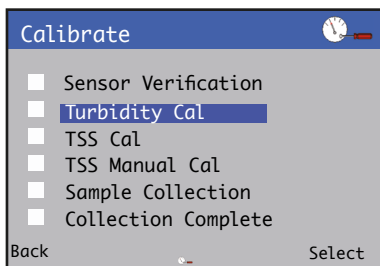 Calibrate
Sensor Verification
Turbidity Cal
TSS Cal
TSS Manual Cal
Sample Collection
Collection Complete
Back Select